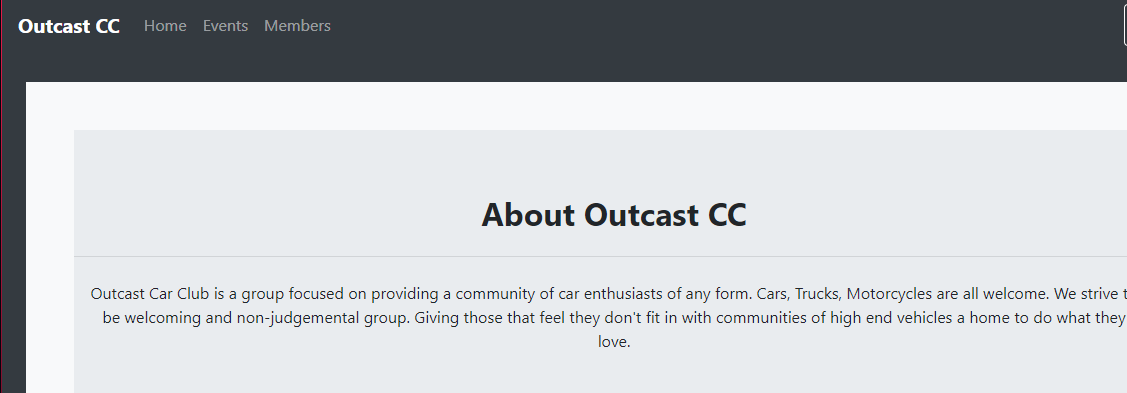 Outcast CC Home Events Members
About Outcast CC
Outcast Car Club is a group focused on providing a community of car enthusiasts of any form. Cars, Trucks, Motorcycles are all welcome. We strive
be welcoming and non-judgemental group. Giving those that feel they don't fit in with communities of high end vehicles a home to do what they
love.